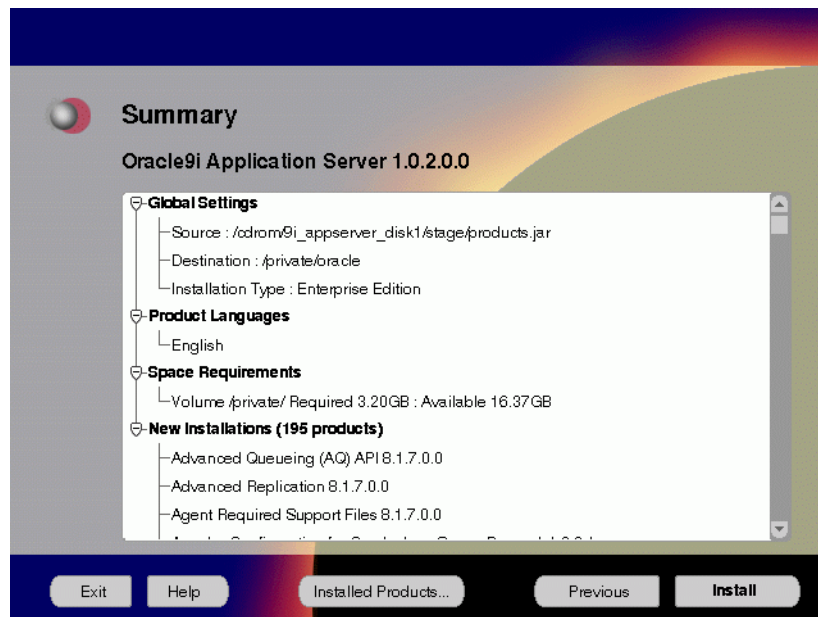 Summary
Oracle9i Application Server 1.0.2.0.0
Global Settings
Source : /cdrom/9i_appserver_disk1/stage/products.jar
Destination : /private/oracle
Installation Type : Enterprise Edition
Product Languages
English
Space Requirements
Volume /private/ Required 3.20GB : Available 16.37GB
New Installations (195 products)
Advanced Queueing (AQ) API 8.1.7.0.0
Advanced Replication 8.1.7.0.0
Agent Required Support Files 8.1.7.0.0
Exit
Help
Installed Products...
Previous
Install